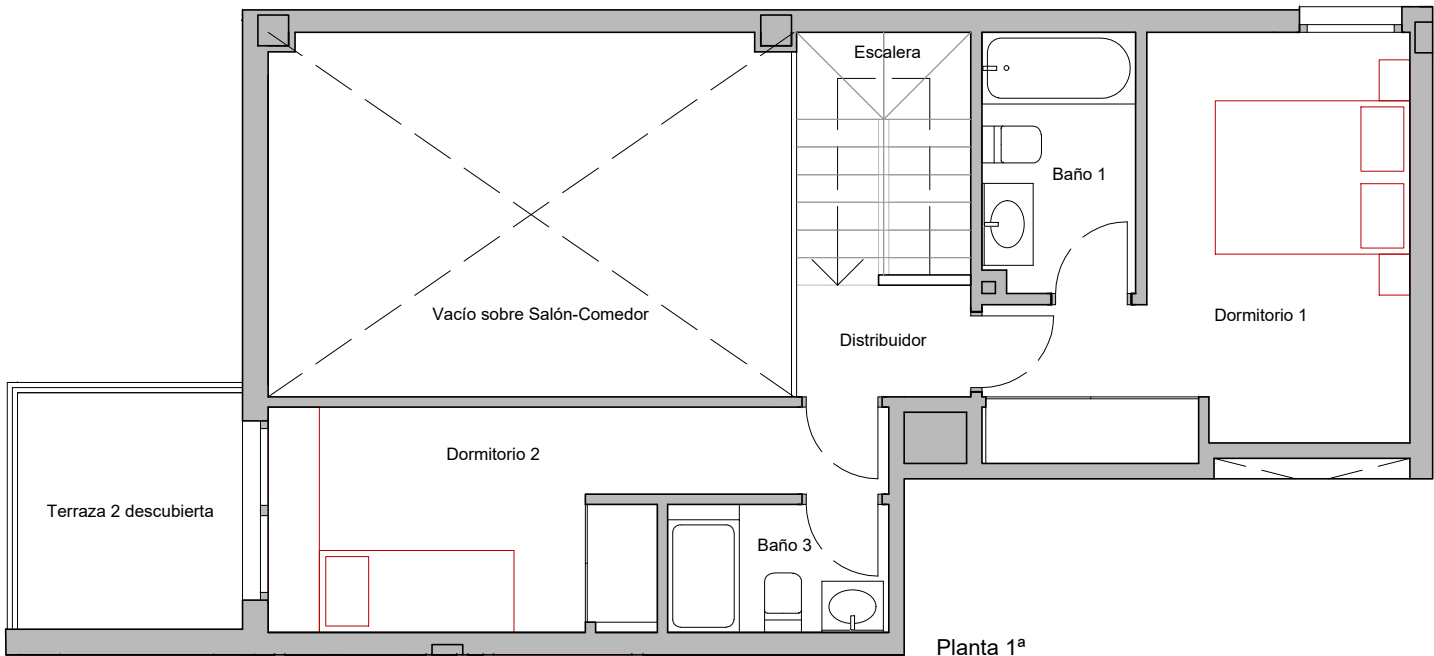 Escalera
Baño 1
Vacío sobre Salón-Comedor
Distribuidor
Dormitorio 1
Dormitorio 2
Terraza 2 descubierta
Baño 3
Planta 1ª